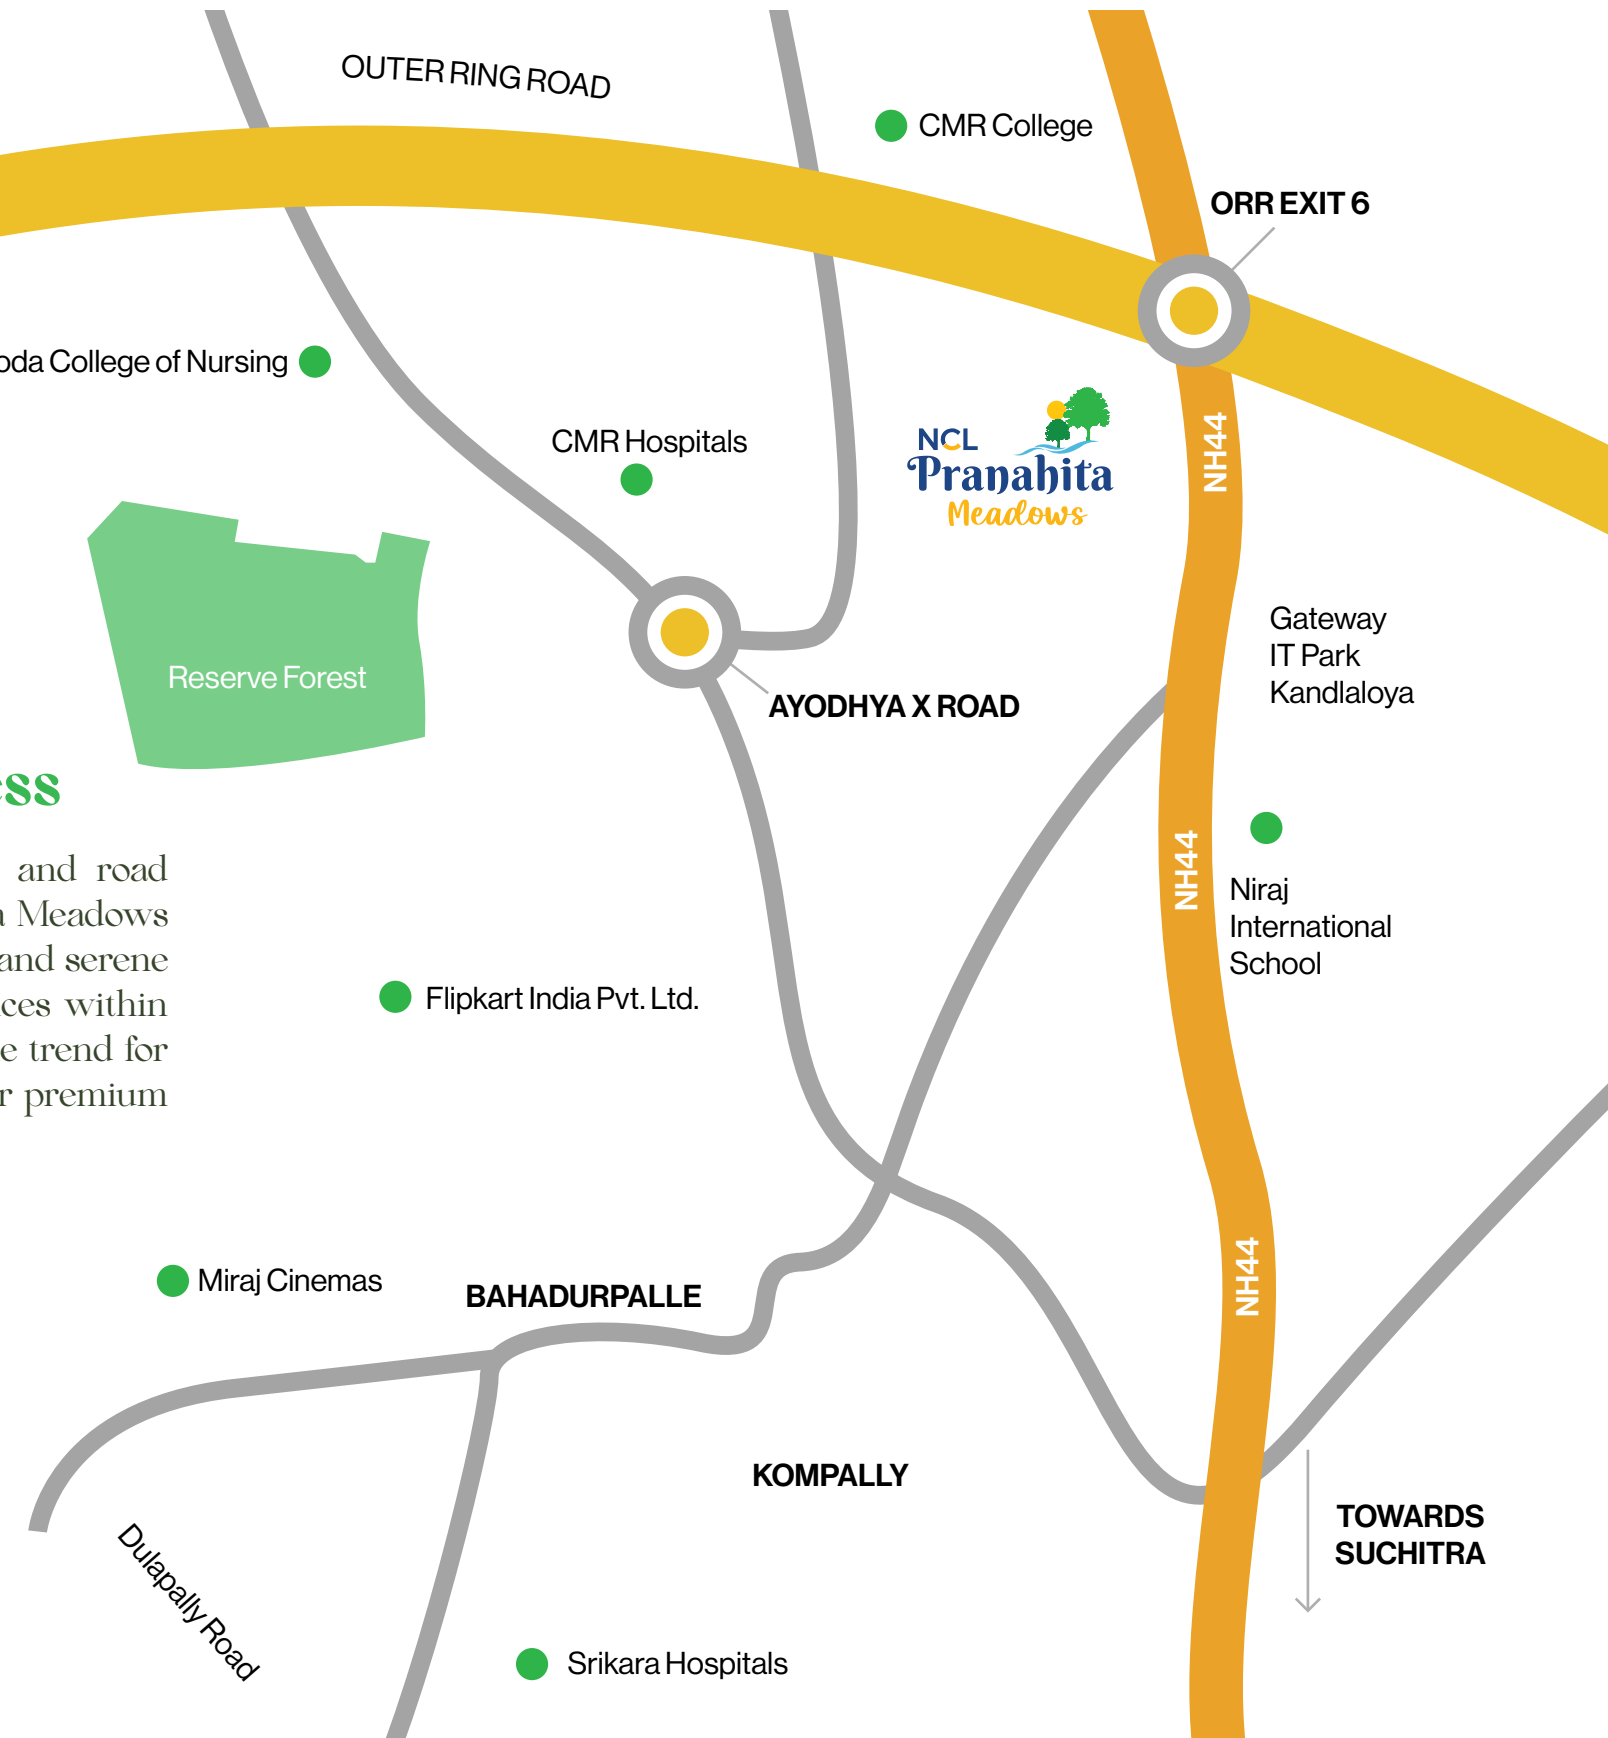 OUTER RING ROAD
CMR College
ORR EXIT 6
College of Nursing
CMR Hospitals
NCL
Pranahita
Meadows
NH44
Gateway
IT Park
Kandlaloya
Reserve Forest
AYODHYA X ROAD
ss
and road
Meadows
and serene
within
trend for
premium
NH44
Niraj
International
School
Flipkart India Pvt. Ltd.
Miraj Cinemas
BAHADURPALLE
NH44
KOMPALLY
TOWARDS
SUCHITRA
Dulapally Road
Srikara Hospitals